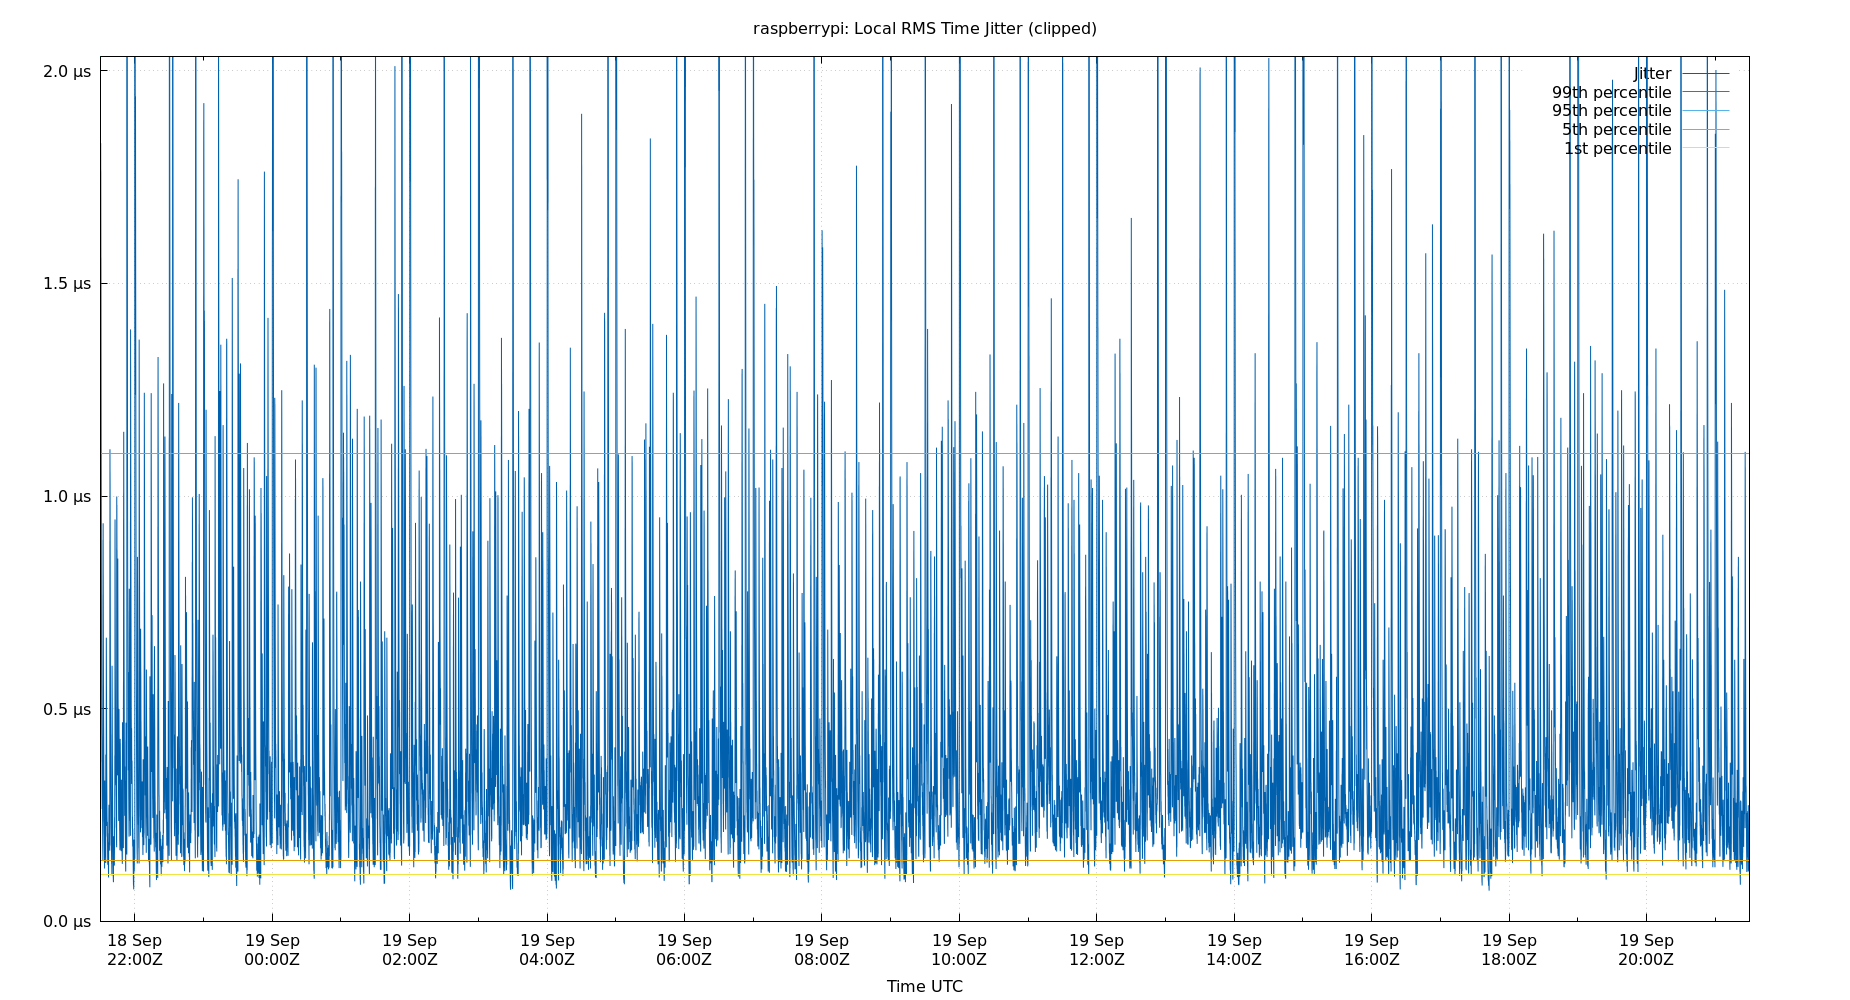 raspberrypi: Local RMS Time Jitter (clipped)
2.0 µs
1.5 µs
1.0 µs
0.5 µs
0.0 µs
Jitter
99th percentile
95th percentile
5th percentile
1st percentile
18 Sep 19 Sep 19 Sep 19 Sep 19 Sep 19 Sep 19 Sep 19 Sep 19 Sep 19 Sep 19 Sep 19 Sep
22:00Z 00:00Z 02:00Z 04:00Z 06:00Z 08:00Z 10:00Z 12:00Z 14:00Z 16:00Z 18:00Z 20:00Z
Time UTC